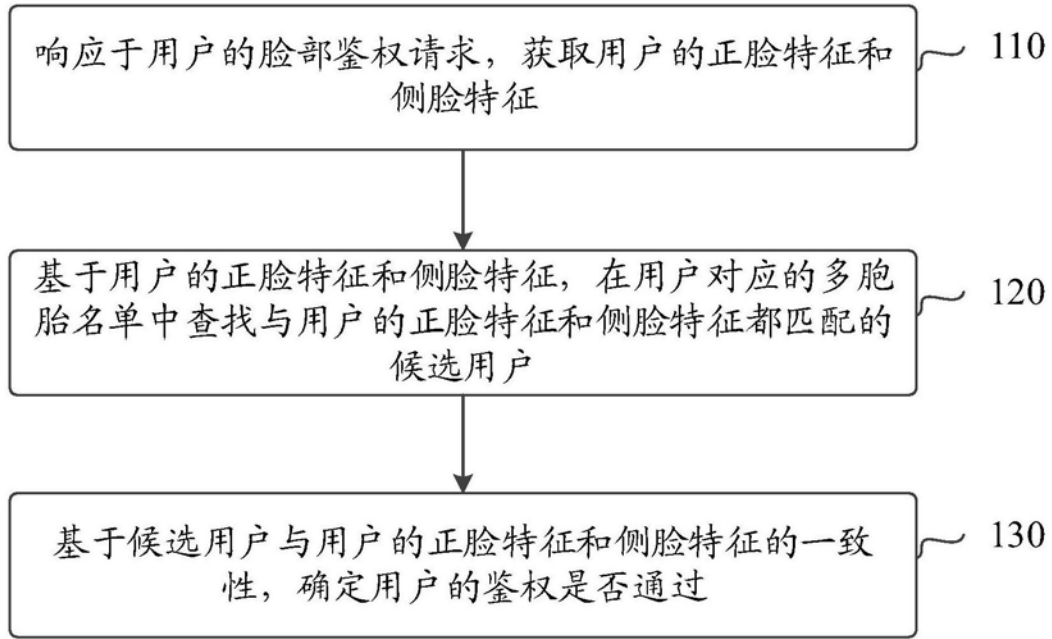 响应于用户的脸部鉴权请求，获取用户的正脸特征和
侧脸特征
110
基于用户的正脸特征和侧脸特征，在用户对应的多胞
胎名单中查找与用户的正脸特征和侧脸特征都匹配的
候选用户
120
基于候选用户与用户的正脸特征和侧脸特征的一致
性，确定用户的鉴权是否通过
130